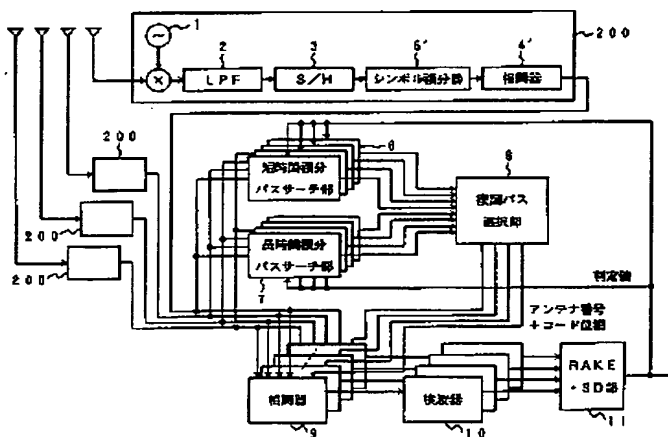 1
200
2
3
LPF
S/H
シンボル積分器
相関器
200
200
200
短時間積分
パスサーチ部
6
8
復調パス
選択部
長時間積分
パスサーチ部
7
判定値
アンテナ番号
+コード位相
相関器
9
検波器
10
RAKE
・SD器
11